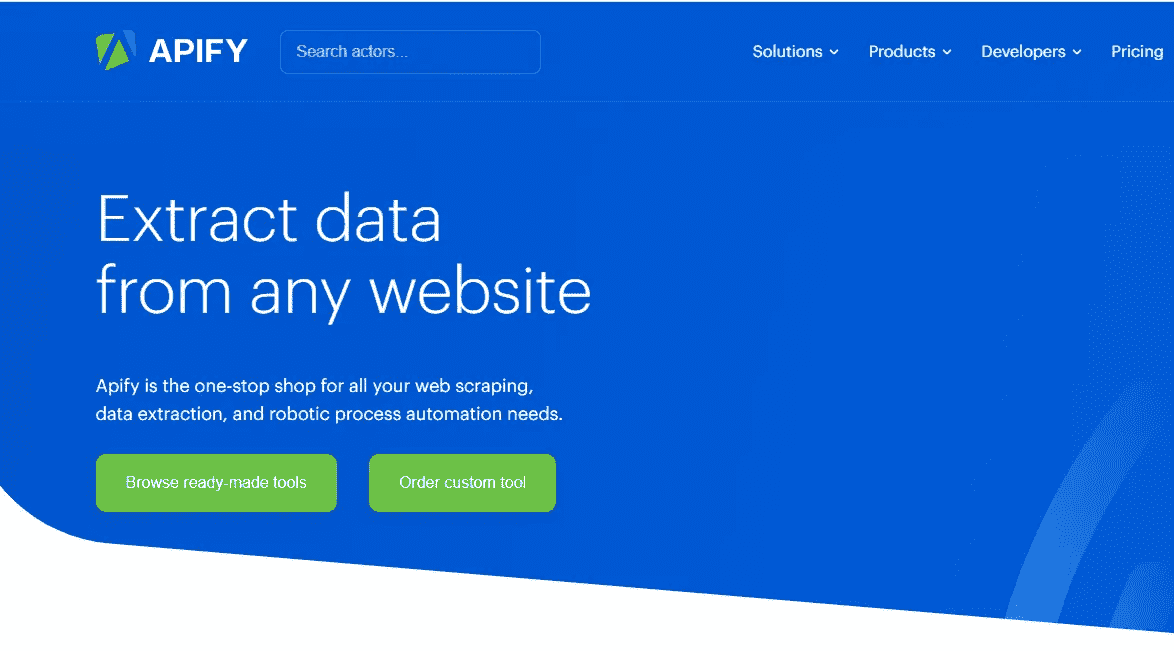 APIFY
Search actors...
Solutions
Products
Developers
Pricing
Extract data
from any website
Apify is the one-stop shop for all your web scraping,
data extraction, and robotic process automation needs.
Browse ready-made tools
Order custom tool